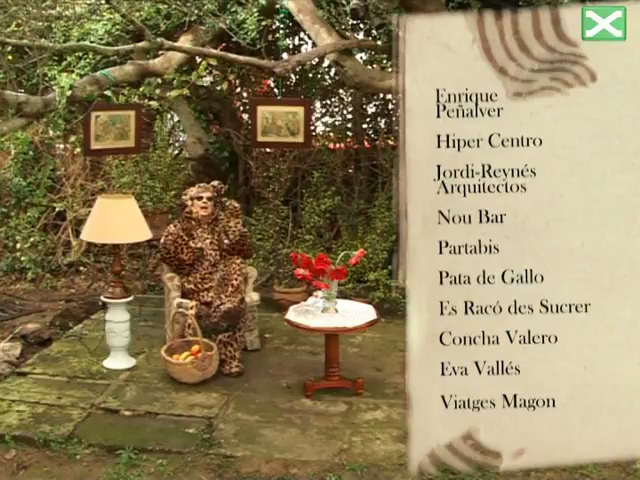 Enrique
Peñalver
Hiper Centro
Jordi-Reynés
Arquitectos
Nou Bar
Partabis
Pata de Gallo
Es Racó des Sucrer
Concha Valero
Eva Vallés
Viatges Magon